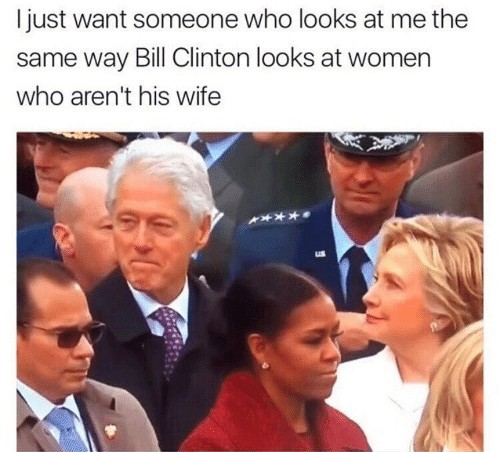 I just want someone who looks at me the
same way Bill Clinton looks at women
who aren't his wife
US